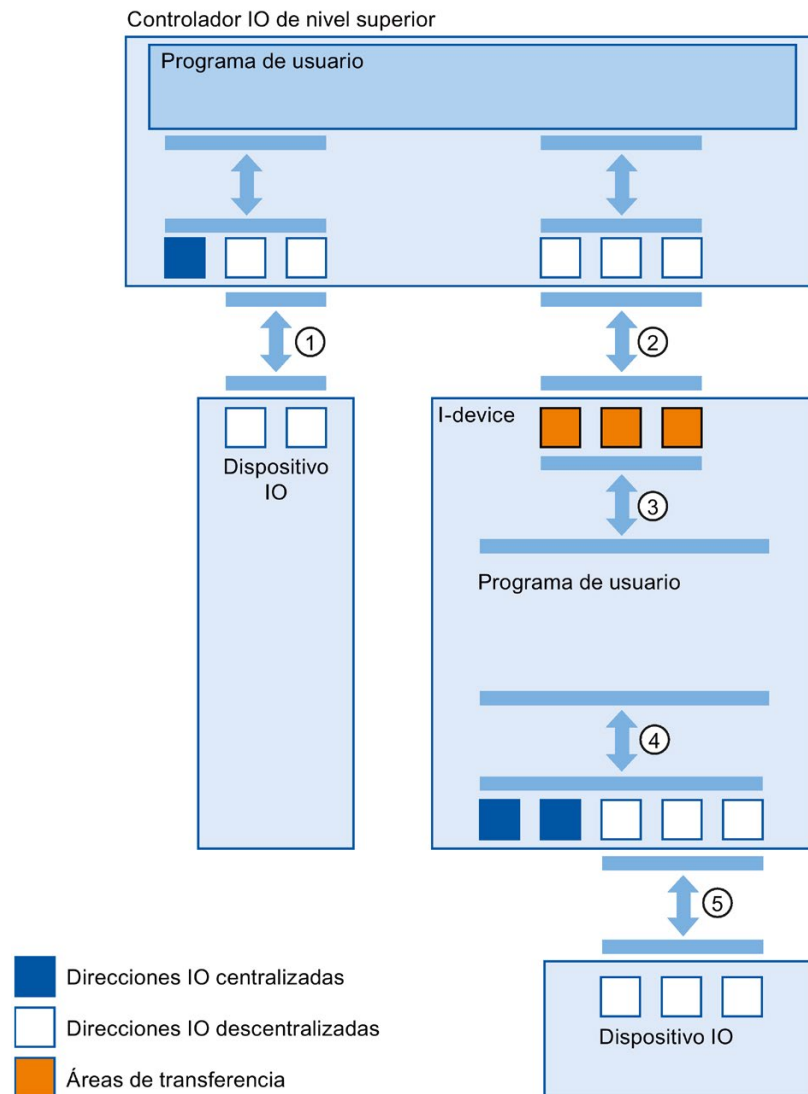 Controlador IO de nivel superior
Programa de usuario
1
2
I-device
Dispositivo
IO
3
Programa de usuario
4
5
Direcciones IO centralizadas
Direcciones IO descentralizadas
Dispositivo IO
Áreas de transferencia